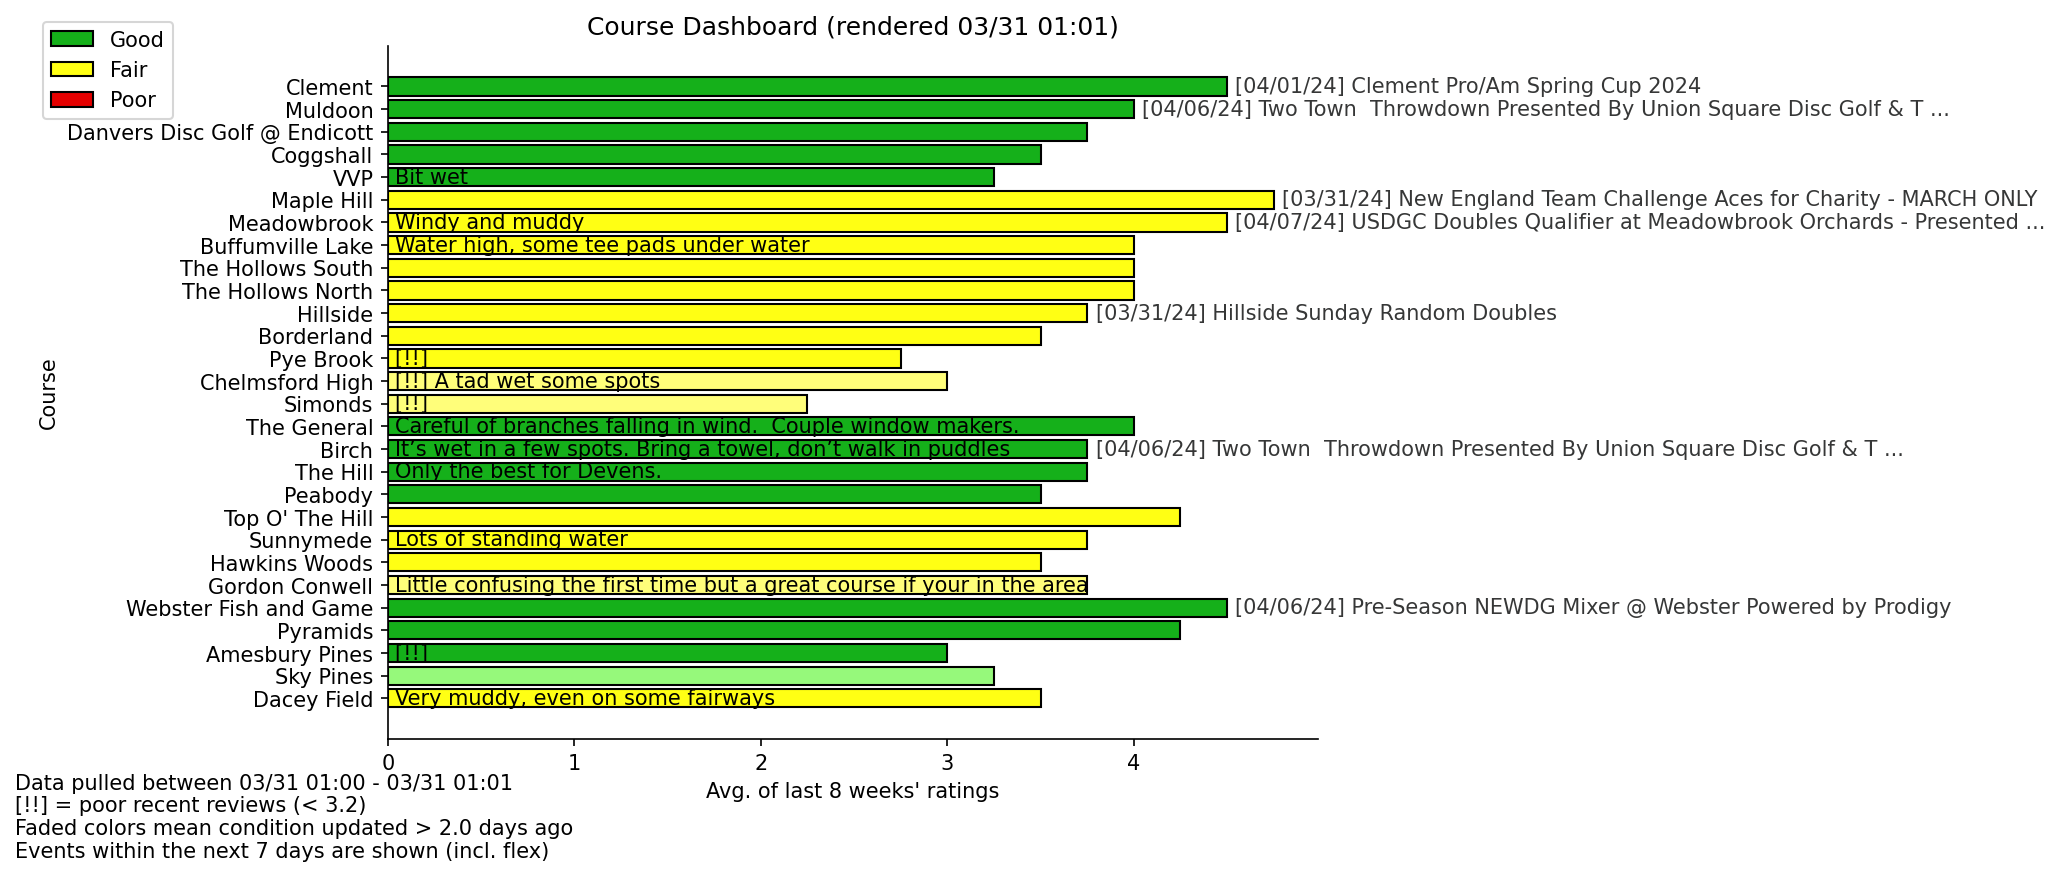 Course Dashboard (rendered 03/31 01:01)
Good
Fair
Poor
Clement [04/01/24] Clement Pro/Am Spring Cup 2024
Muldoon [04/06/24] Two Town  Throwdown Presented By Union Square Disc Golf & T ...
Danvers Disc Golf @ Endicott
Coggshall
VVP Bit wet
Maple Hill [03/31/24] New England Team Challenge Aces for Charity - MARCH ONLY
Meadowbrook Windy and muddy [04/07/24] USDGC Doubles Qualifier at Meadowbrook Orchards - Presented ...
Buffumville Lake Water high, some tee pads under water
The Hollows South
The Hollows North
Hillside [03/31/24] Hillside Sunday Random Doubles
Borderland
Pye Brook [!!]
Chelmsford High [!!] A tad wet some spots
Simonds [!!]
The General Careful of branches falling in wind.  Couple window makers.
Birch It’s wet in a few spots. Bring a towel, don’t walk in puddles [04/06/24] Two Town  Throwdown Presented By Union Square Disc Golf & T ...
The Hill Only the best for Devens.
Peabody
Top O' The Hill
Sunnymede Lots of standing water
Hawkins Woods
Gordon Conwell Little confusing the first time but a great course if your in the area
Webster Fish and Game [04/06/24] Pre-Season NEWDG Mixer @ Webster Powered by Prodigy
Pyramids
Amesbury Pines [!!]
Sky Pines
Dacey Field Very muddy, even on some fairways
Course
0 1 2 3 4
Avg. of last 8 weeks' ratings
Data pulled between 03/31 01:00 - 03/31 01:01
[!!] = poor recent reviews (< 3.2)
Faded colors mean condition updated > 2.0 days ago
Events within the next 7 days are shown (incl. flex)